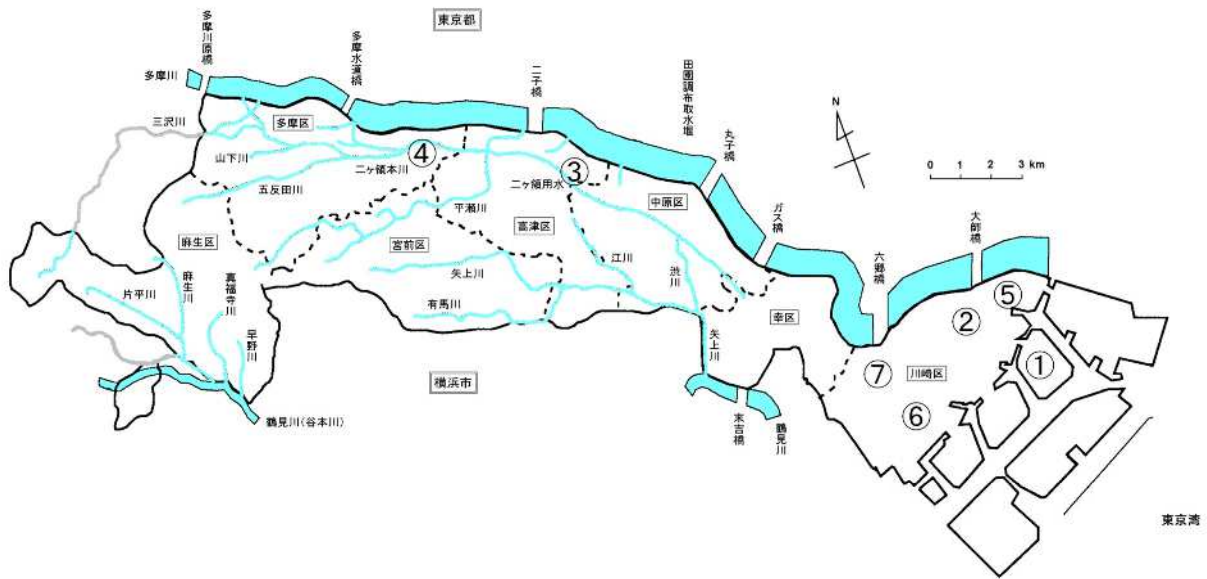 東京都
多摩川原橋
多摩水道橋
二子橋
田園調布取水堰
丸子橋
ガス橋
六郷橋
大師橋
多摩川
三沢川
多摩区
山下川
五反田川
二ヶ領本川
④
③
二ヶ領用水
中原区
平瀬川
高津区
宮前区
麻生区
麻生川
真福寺川
早野川
片平川
矢上川
有馬川
江川
渋川
幸区
矢上川
N
0 1 2 3 km
⑤
②
①
⑦
川崎区
⑥
横浜市
鶴見川(谷本川)
末吉橋
鶴見川
東京湾